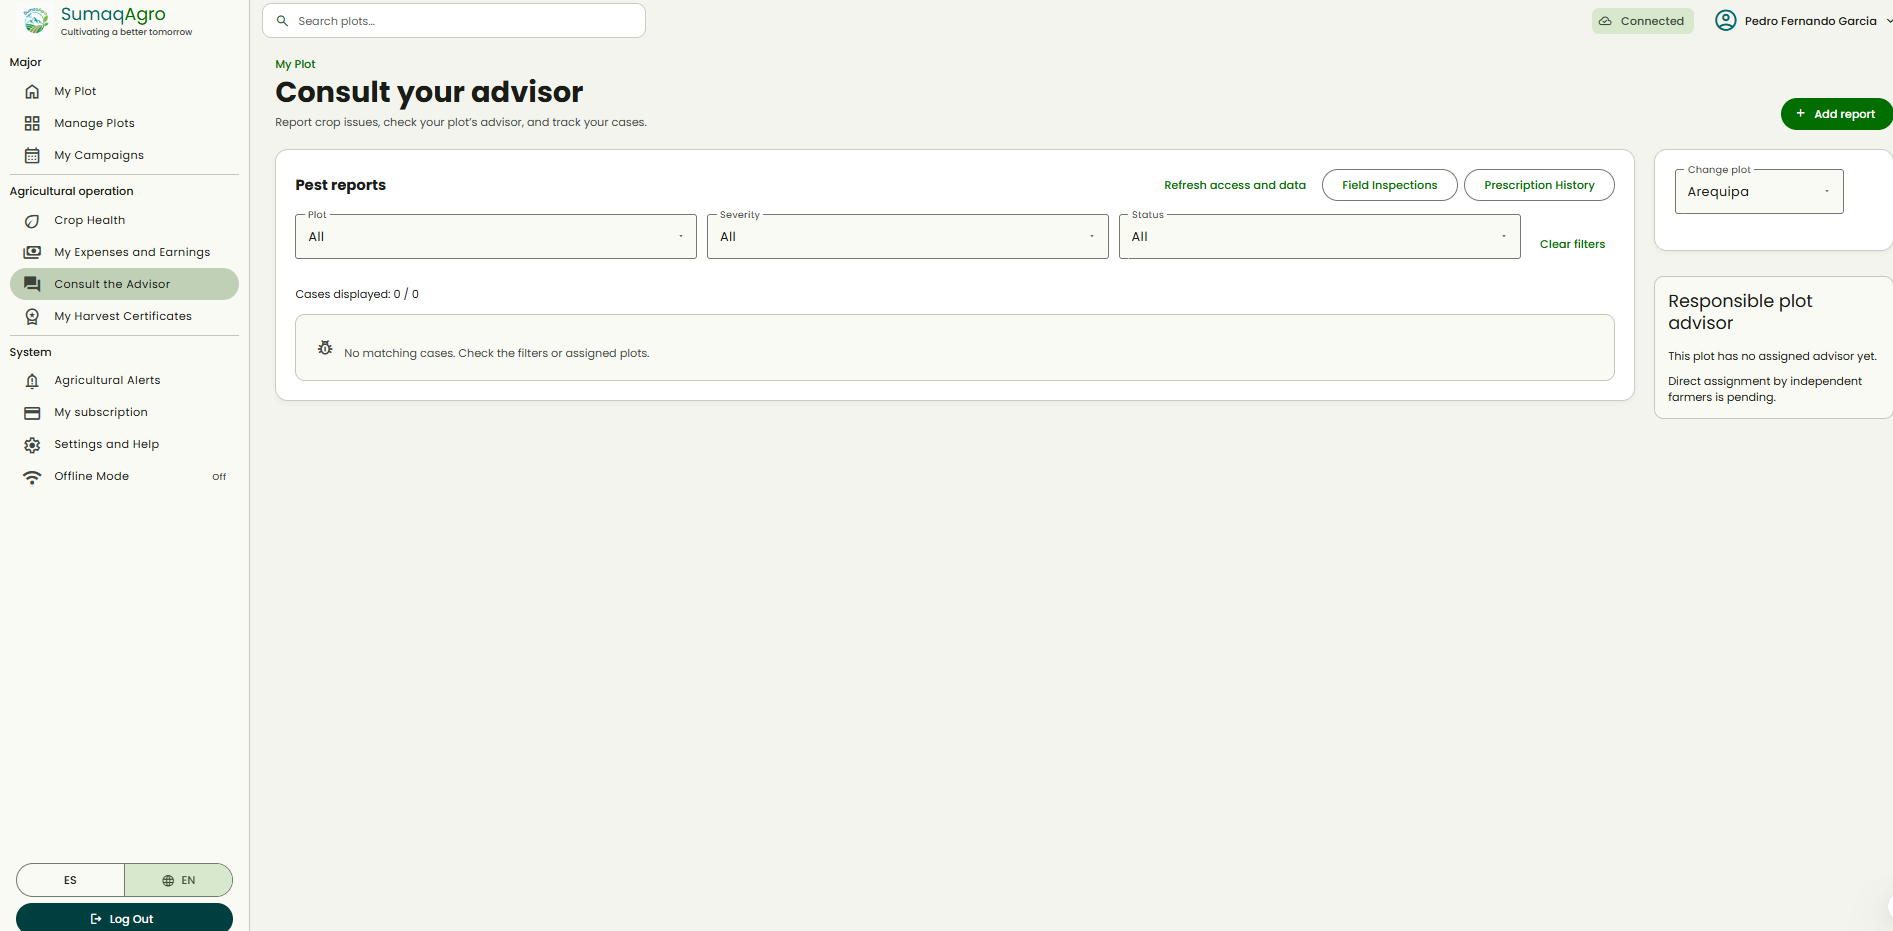 SumaqAgro
Cultivating a better tomorrow
Major
My Plot
Manage Plots
My Campaigns
Agricultural operation
Crop Health
My Expenses and Earnings
Consult the Advisor
My Harvest Certificates
System
Agricultural Alerts
My subscription
Settings and Help
Offline Mode Off
ES EN
Log Out
Search plots...
Connected Pedro Fernando Garcia
My Plot
Consult your advisor
Report crop issues, check your plot's advisor, and track your cases.
+ Add report
Pest reports Refresh access and data Field Inspections Prescription History
Plot Severity Status
All All All Clear filters
Cases displayed: 0 / 0
No matching cases. Check the filters or assigned plots.
Change plot
Arequipa
Responsible plot
advisor
This plot has no assigned advisor yet.
Direct assignment by independent
farmers is pending.